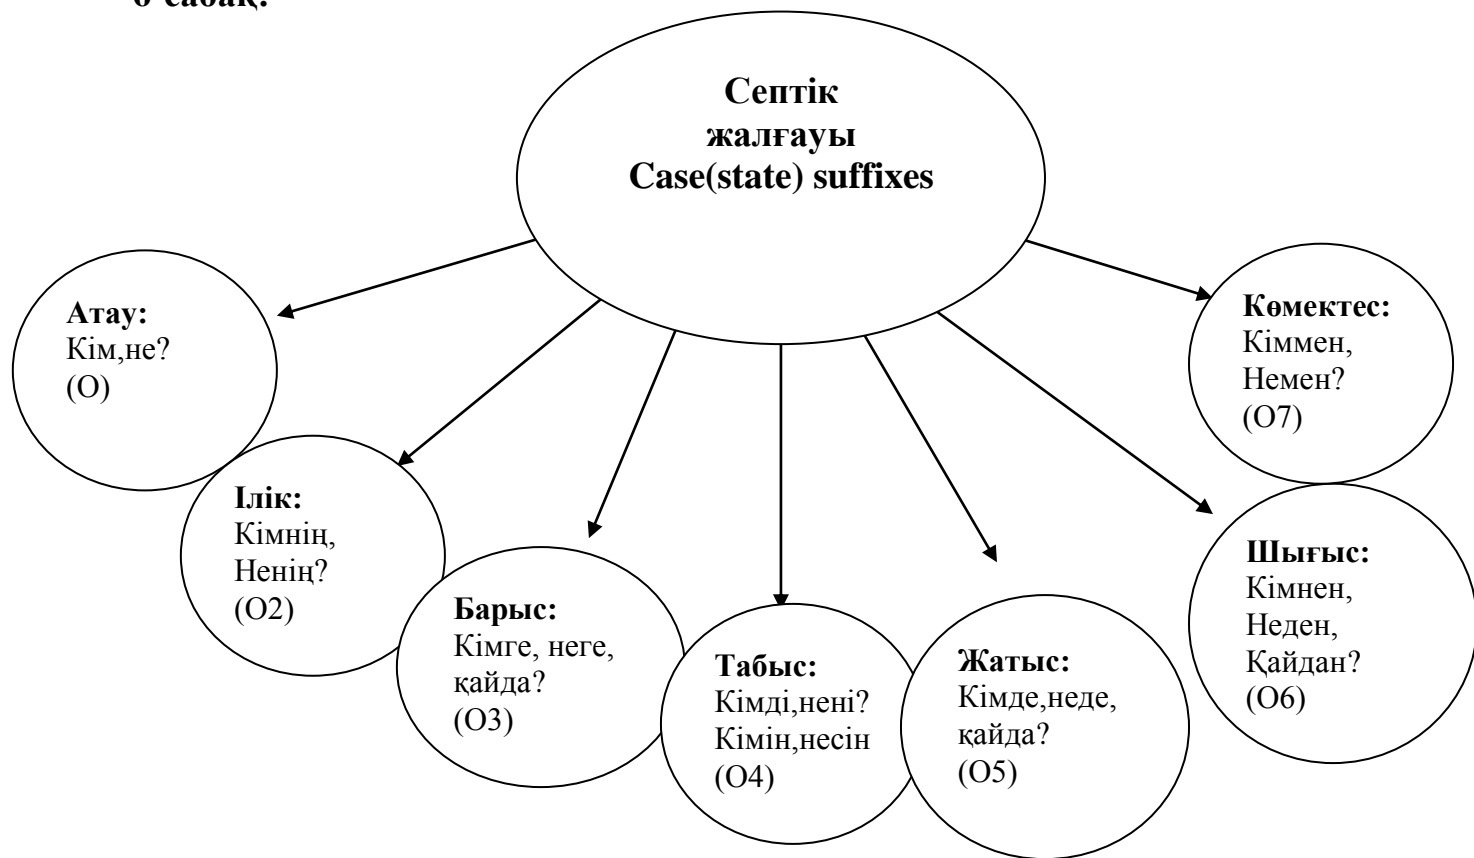 Септік
жалғауы
Case(state) suffixes
Атау:
Кім,не?
(О)
Ілік:
Кімнің,
Ненің?
(О2)
Барыс:
Кімге, неге,
қайда?
(О3)
Табыс:
Кімді,нені?
Кімін,несін
(О4)
Жатыс:
Кімде,неде,
қайда?
(О5)
Шығыс:
Кімнен,
Неден,
Қайдан?
(О6)
Көмектес:
Кіммен,
Немен?
(О7)